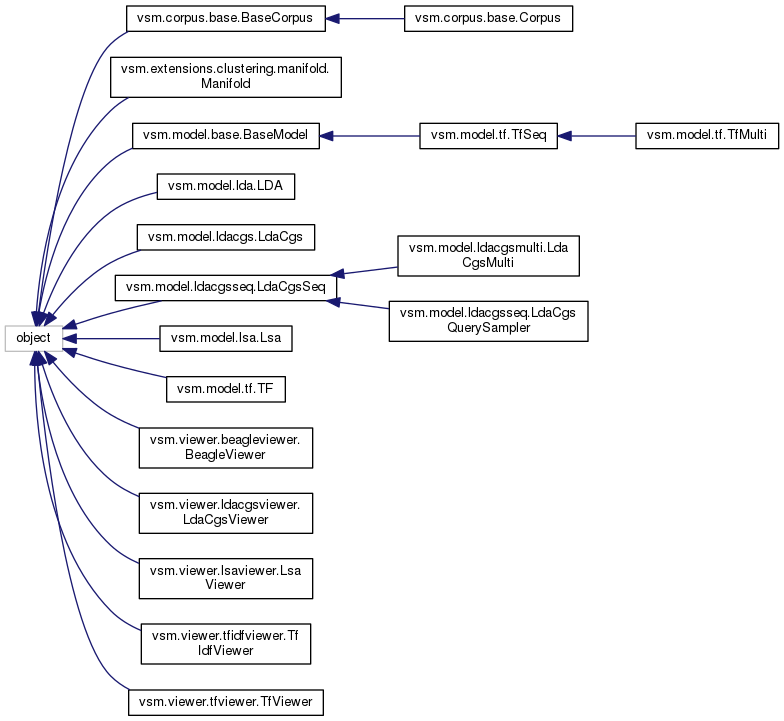 vsm.corpus.base.BaseCorpus
vsm.corpus.base.Corpus
vsm.extensions.clustering.manifold.
Manifold
vsm.model.base.BaseModel
vsm.model.tf.TfSeq
vsm.model.tf.TfMulti
vsm.model.lda.LDA
vsm.model.ldacgs.LdaCgs
vsm.model.ldacgsmulti.Lda
CgsMulti
vsm.model.ldacgsseq.LdaCgsSeq
vsm.model.ldacgsseq.LdaCgs
QuerySampler
object
vsm.model.lsa.Lsa
vsm.model.tf.TF
vsm.viewer.beagleviewer.
BeagleViewer
vsm.viewer.ldacgsviewer.
LdaCgsViewer
vsm.viewer.lsaviewer.Lsa
Viewer
vsm.viewer.tfidfviewer.Tf
IdfViewer
vsm.viewer.tfviewer.TfViewer